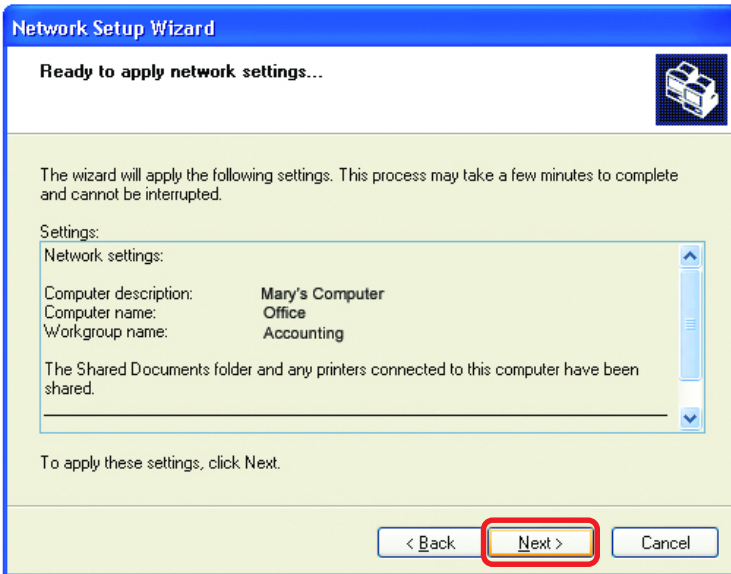 Network Setup Wizard
Ready to apply network settings...
The wizard will apply the following settings. This process may take a few minutes to complete
and cannot be interrupted.
Settings:
Network settings:
Computer description: Mary's Computer
Computer name: Office
Workgroup name: Accounting
The Shared Documents folder and any printers connected to this computer have been
shared.
To apply these settings, click Next.
< Back Next > Cancel